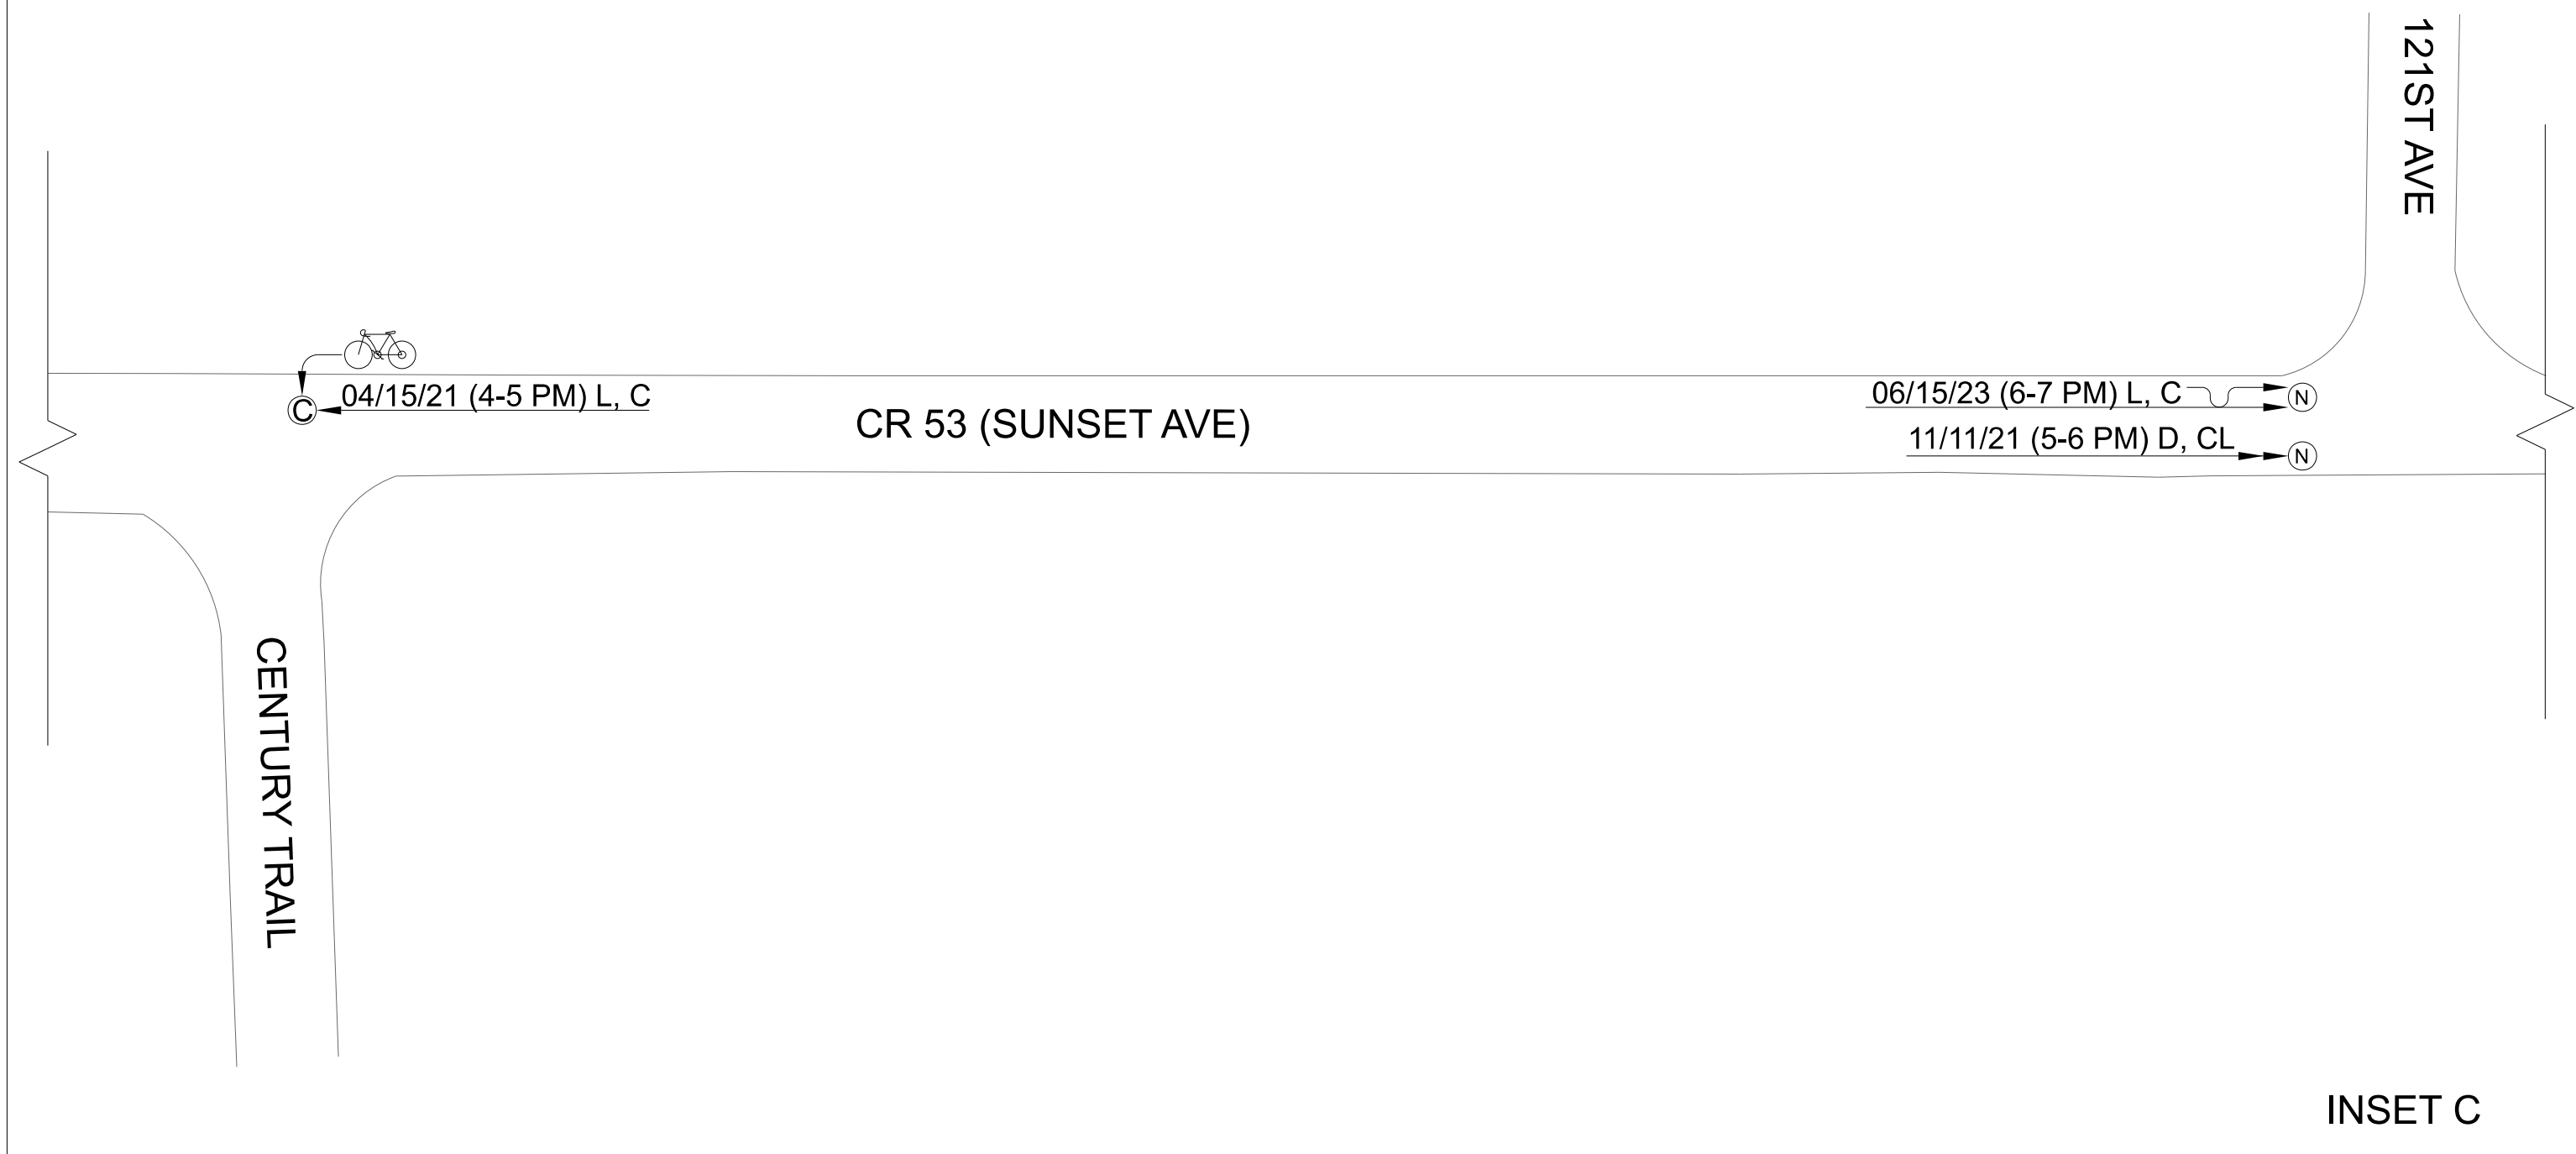 121ST AVE
04/15/21 (4-5 PM) L, C
C
CR 53 (SUNSET AVE)
06/15/23 (6-7 PM) L, C
N
11/11/21 (5-6 PM) D, CL
N
CENTURY TRAIL
INSET C